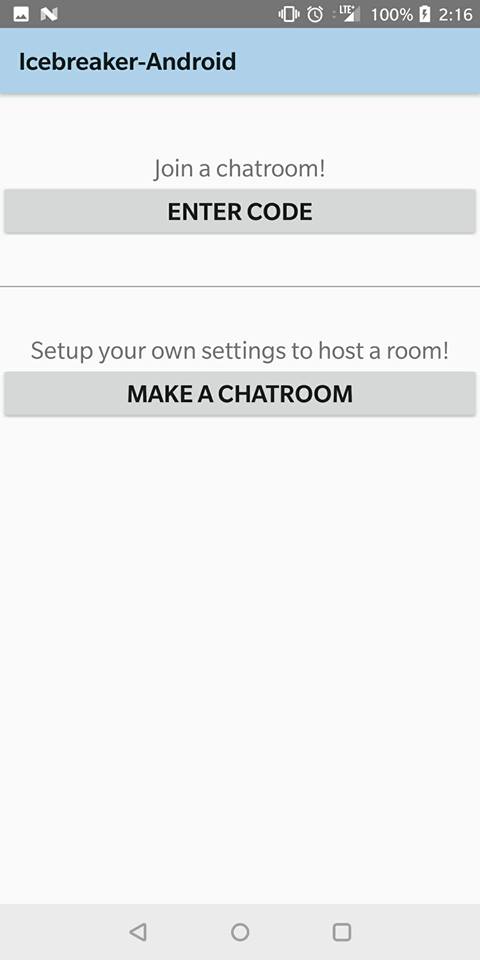 LTE 100% 2:16
Icebreaker-Android
Join a chatroom!
ENTER CODE
Setup your own settings to host a room!
MAKE A CHATROOM